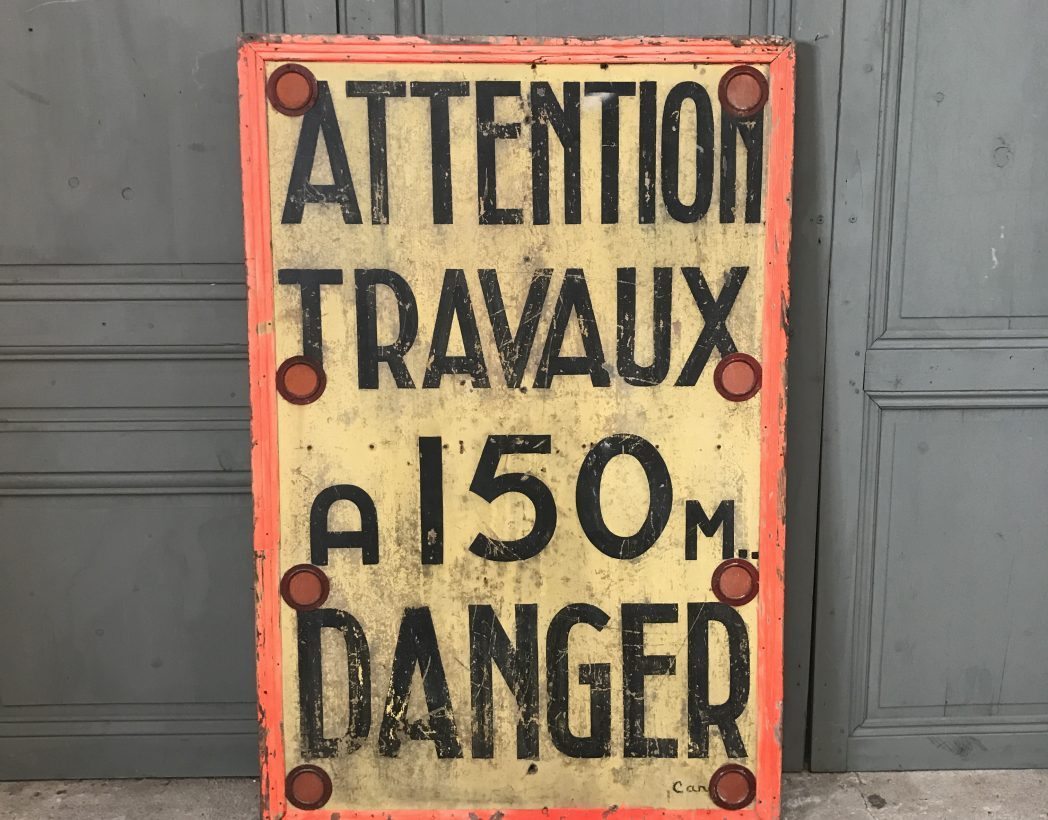 ATTENTION
TRAVAUX
A 150 M..
DANGER